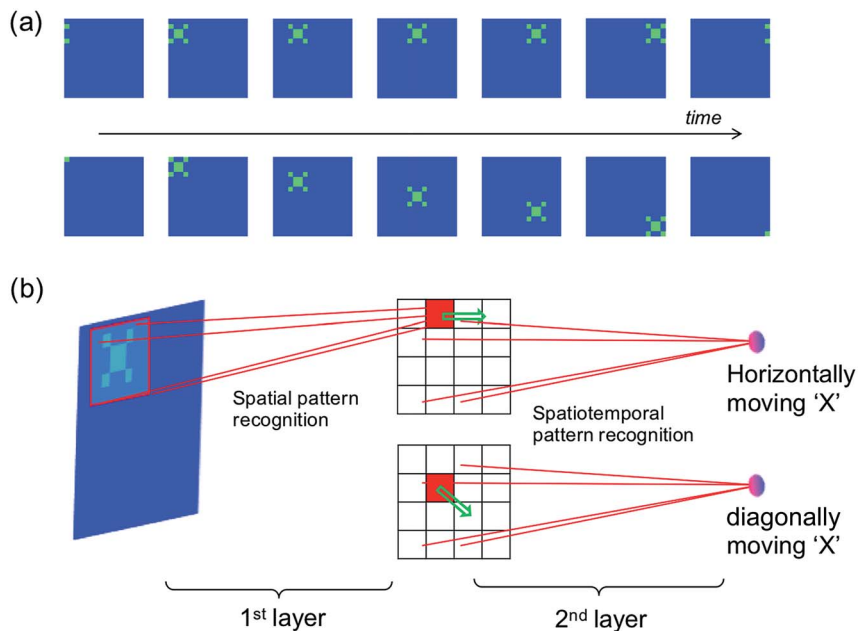 (a)
time
(b)
Spatial pattern
recognition
Spatiotemporal
pattern recognition
Horizontally
moving ‘X’
diagonally
moving ‘X’
1st layer
2nd layer